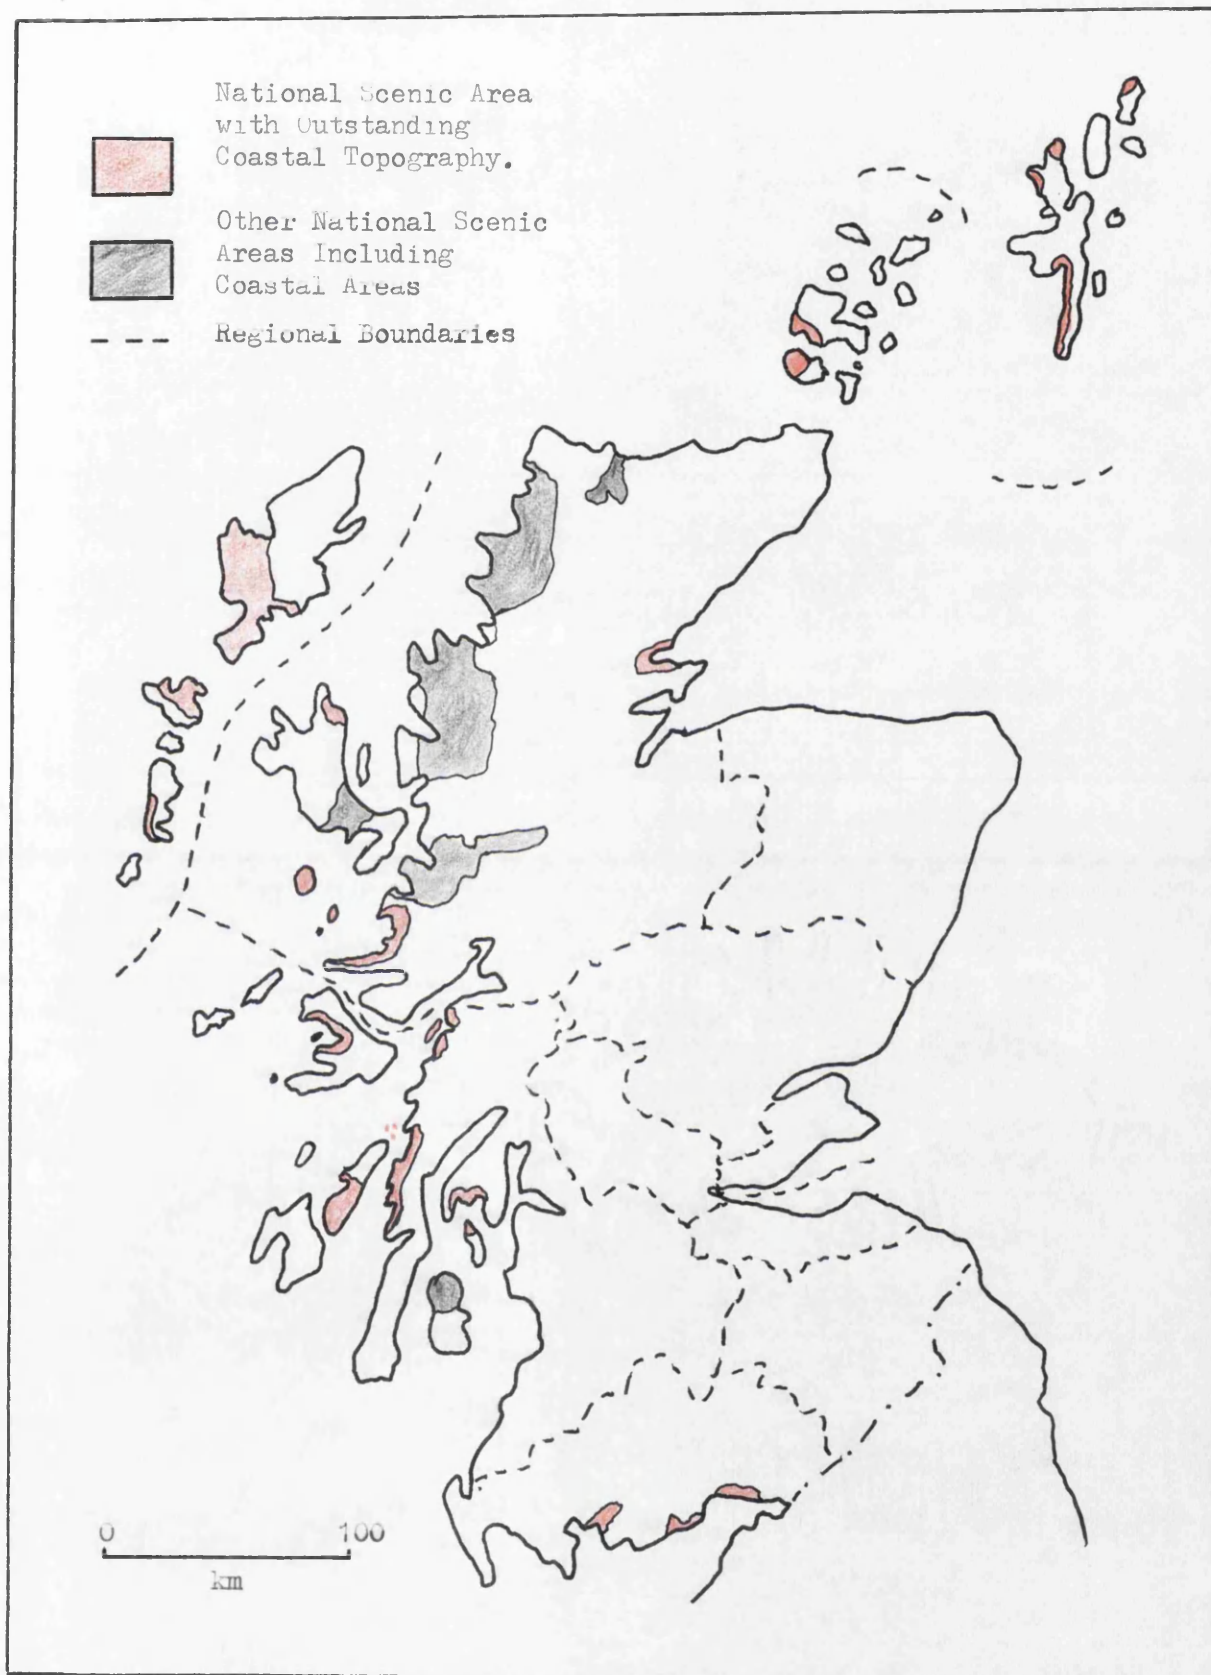 National Scenic Area
with Outstanding
Coastal Topography.
Other National Scenic
Areas Including
Coastal Areas
Regional Boundaries
0 100
km